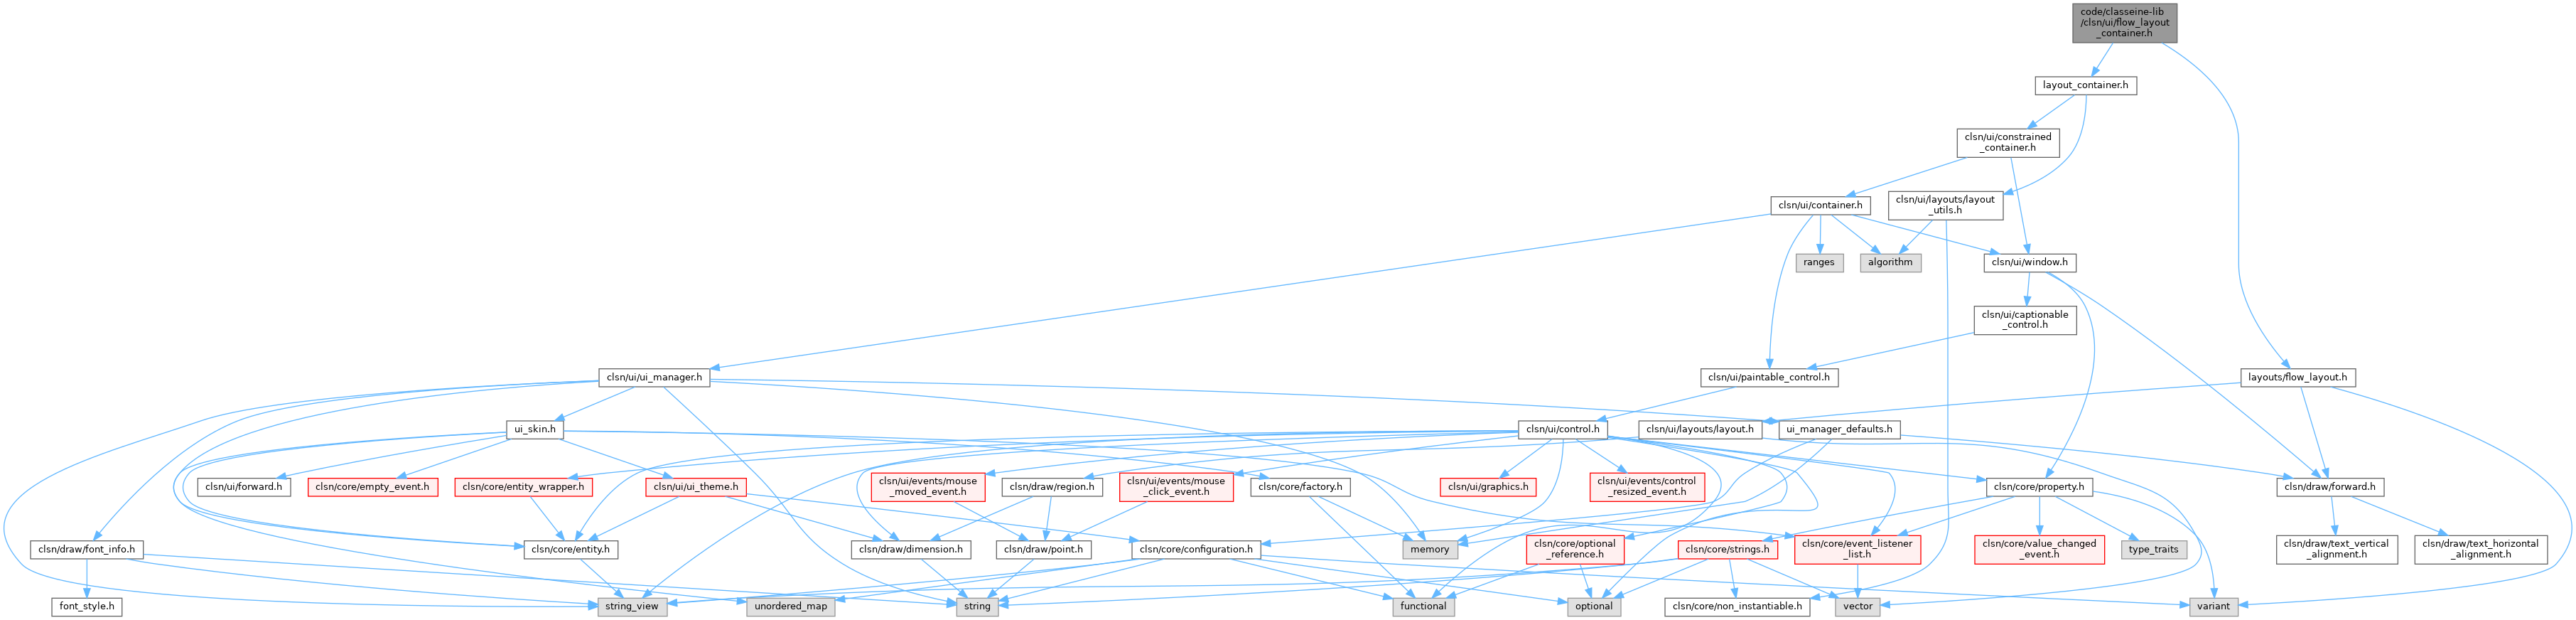 code/classeine-lib
/clsn/ui/flow_layout
_container.h
layout_container.h
clsn/ui/constrained
_container.h
clsn/ui/container.h
clsn/ui/layouts/layout
_utils.h
ranges
algorithm
clsn/ui/window.h
clsn/ui/captionable
_control.h
clsn/ui/ui_manager.h
clsn/ui/paintable_control.h
layouts/flow_layout.h
ui_skin.h
clsn/ui/control.h
clsn/ui/layouts/layout.h
ui_manager_defaults.h
clsn/ui/forward.h
clsn/core/empty_event.h
clsn/core/entity_wrapper.h
clsn/ui/ui_theme.h
clsn/ui/events/mouse
_moved_event.h
clsn/draw/region.h
clsn/ui/events/mouse
_click_event.h
clsn/core/factory.h
clsn/ui/graphics.h
clsn/ui/events/control
_resized_event.h
clsn/core/property.h
clsn/draw/forward.h
clsn/draw/font_info.h
clsn/core/entity.h
clsn/draw/dimension.h
clsn/draw/point.h
clsn/core/configuration.h
memory
clsn/core/optional
_reference.h
clsn/core/strings.h
clsn/core/event_listener
_list.h
clsn/core/value_changed
_event.h
type_traits
clsn/draw/text_vertical
_alignment.h
clsn/draw/text_horizontal
_alignment.h
font_style.h
string_view
unordered_map
string
functional
optional
clsn/core/non_instantiable.h
vector
variant